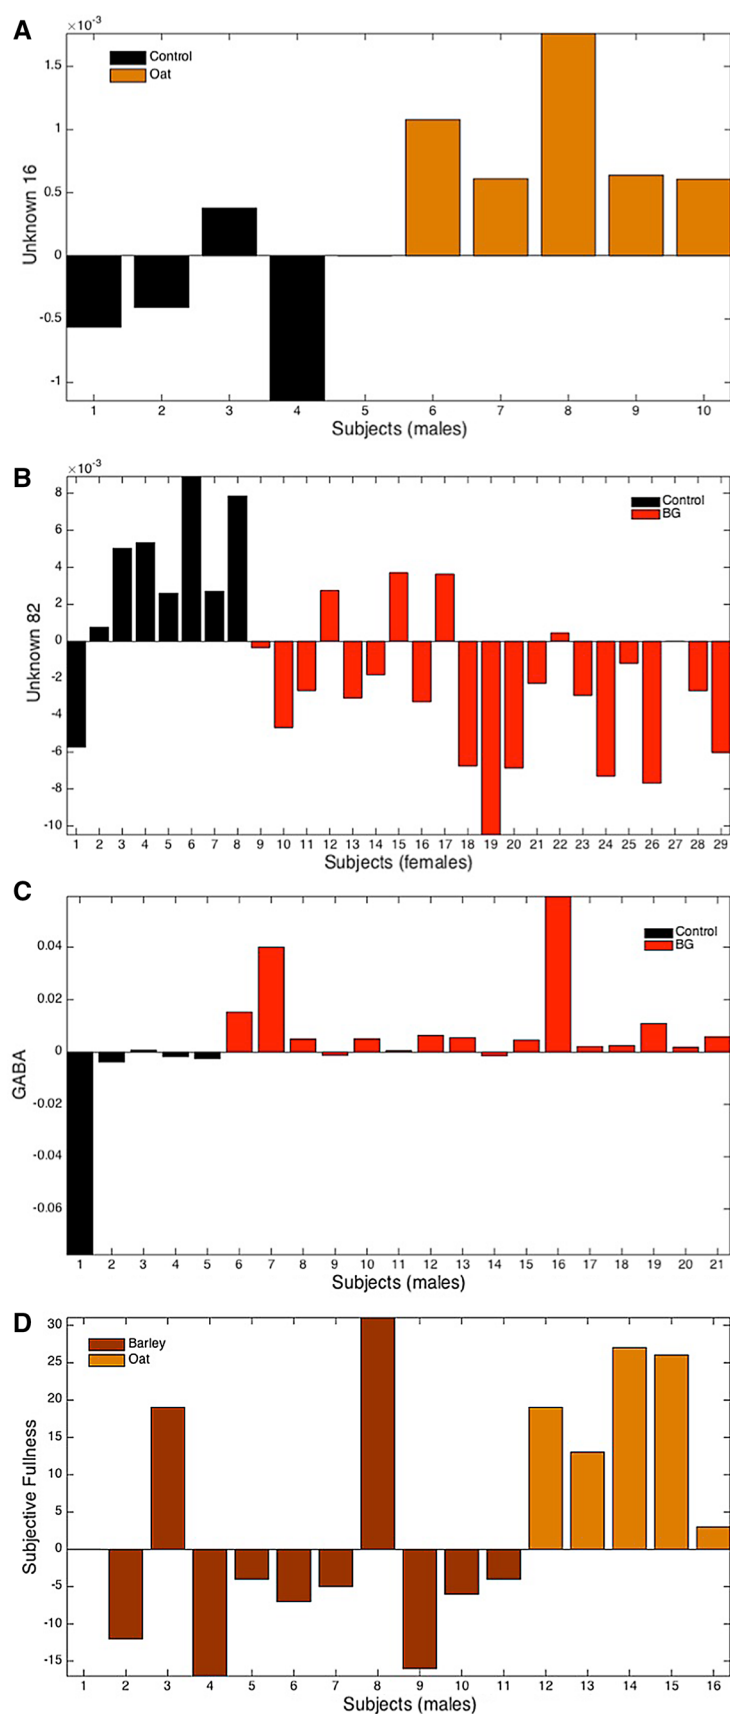 A
×10-3
Control
Oat
1.5
1
0.5
0
-0.5
-1
Unknown 16
1 2 3 4 5 6 7 8 9 10
Subjects (males)
B
×10-3
Control
BG
8
6
4
2
0
-2
-4
-6
-8
-10
Unknown 82
1 2 3 4 5 6 7 8 9 10 11 12 13 14 15 16 17 18 19 20 21 22 23 24 25 26 27 28 29
Subjects (females)
C
Control
BG
0.04
0.02
0
-0.02
-0.04
-0.06
GABA
1 2 3 4 5 6 7 8 9 10 11 12 13 14 15 16 17 18 19 20 21
Subjects (males)
D
Barley
Oat
30
25
20
15
10
5
0
-5
-10
-15
Subjective Fullness
1 2 3 4 5 6 7 8 9 10 11 12 13 14 15 16
Subjects (males)